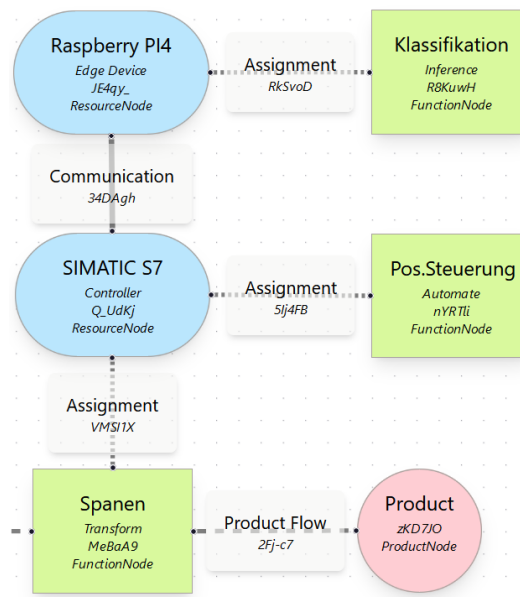 Raspberry PI4
Edge Device
JE4qy_
ResourceNode
Assignment
RkSvoD
Klassifikation
Inference
R8KuwH
FunctionNode
Communication
34DAgh
SIMATIC S7
Controller
Q_UdKj
ResourceNode
Assignment
5Ij4FB
Pos.Steuerung
Automate
nYRTli
FunctionNode
Assignment
VMSI1X
Spanen
Transform
MeBaA9
FunctionNode
Product Flow
2Fj-c7
Product
zKD7JO
ProductNode